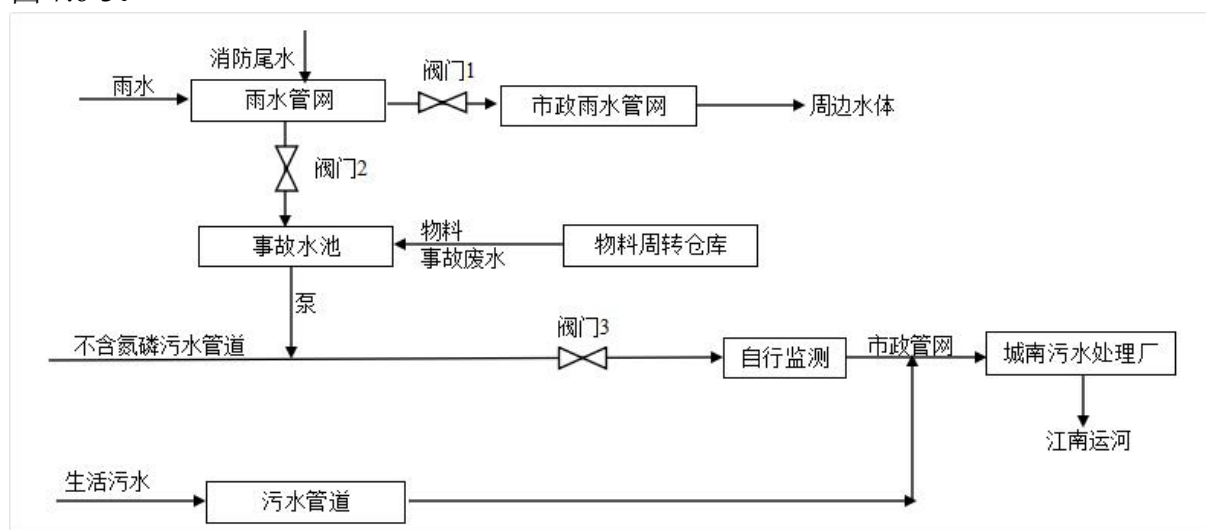 消防尾水
雨水
雨水管网
阀门1
市政雨水管网
周边水体
阀门2
事故水池
物料
事故废水
物料周转仓库
泵
不含氮磷污水管道
阀门3
自行监测
市政管网
城南污水处理厂
江南运河
生活污水
污水管道